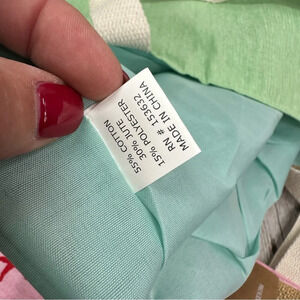 55% COTTON
30% JUTE
15% POLYESTER
RN # 153632
MADE IN CHINA